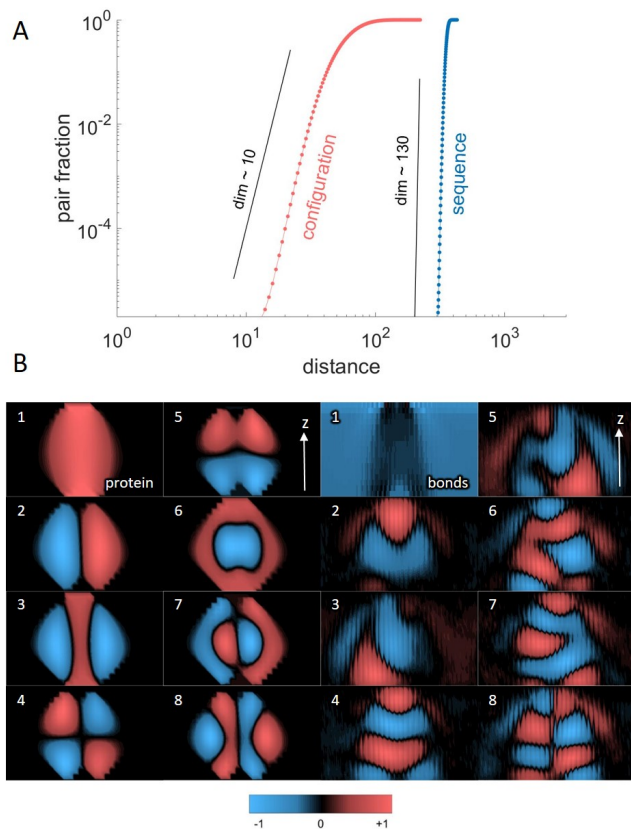 A
pair fraction
10^0
10^-2
10^-4
dim ~ 10
configuration
dim ~ 130
sequence
10^0
10^1
10^2
10^3
distance
B
1
protein
5
z
1
bonds
5
z
2
6
2
6
3
7
3
7
4
8
4
8
-1
0
+1